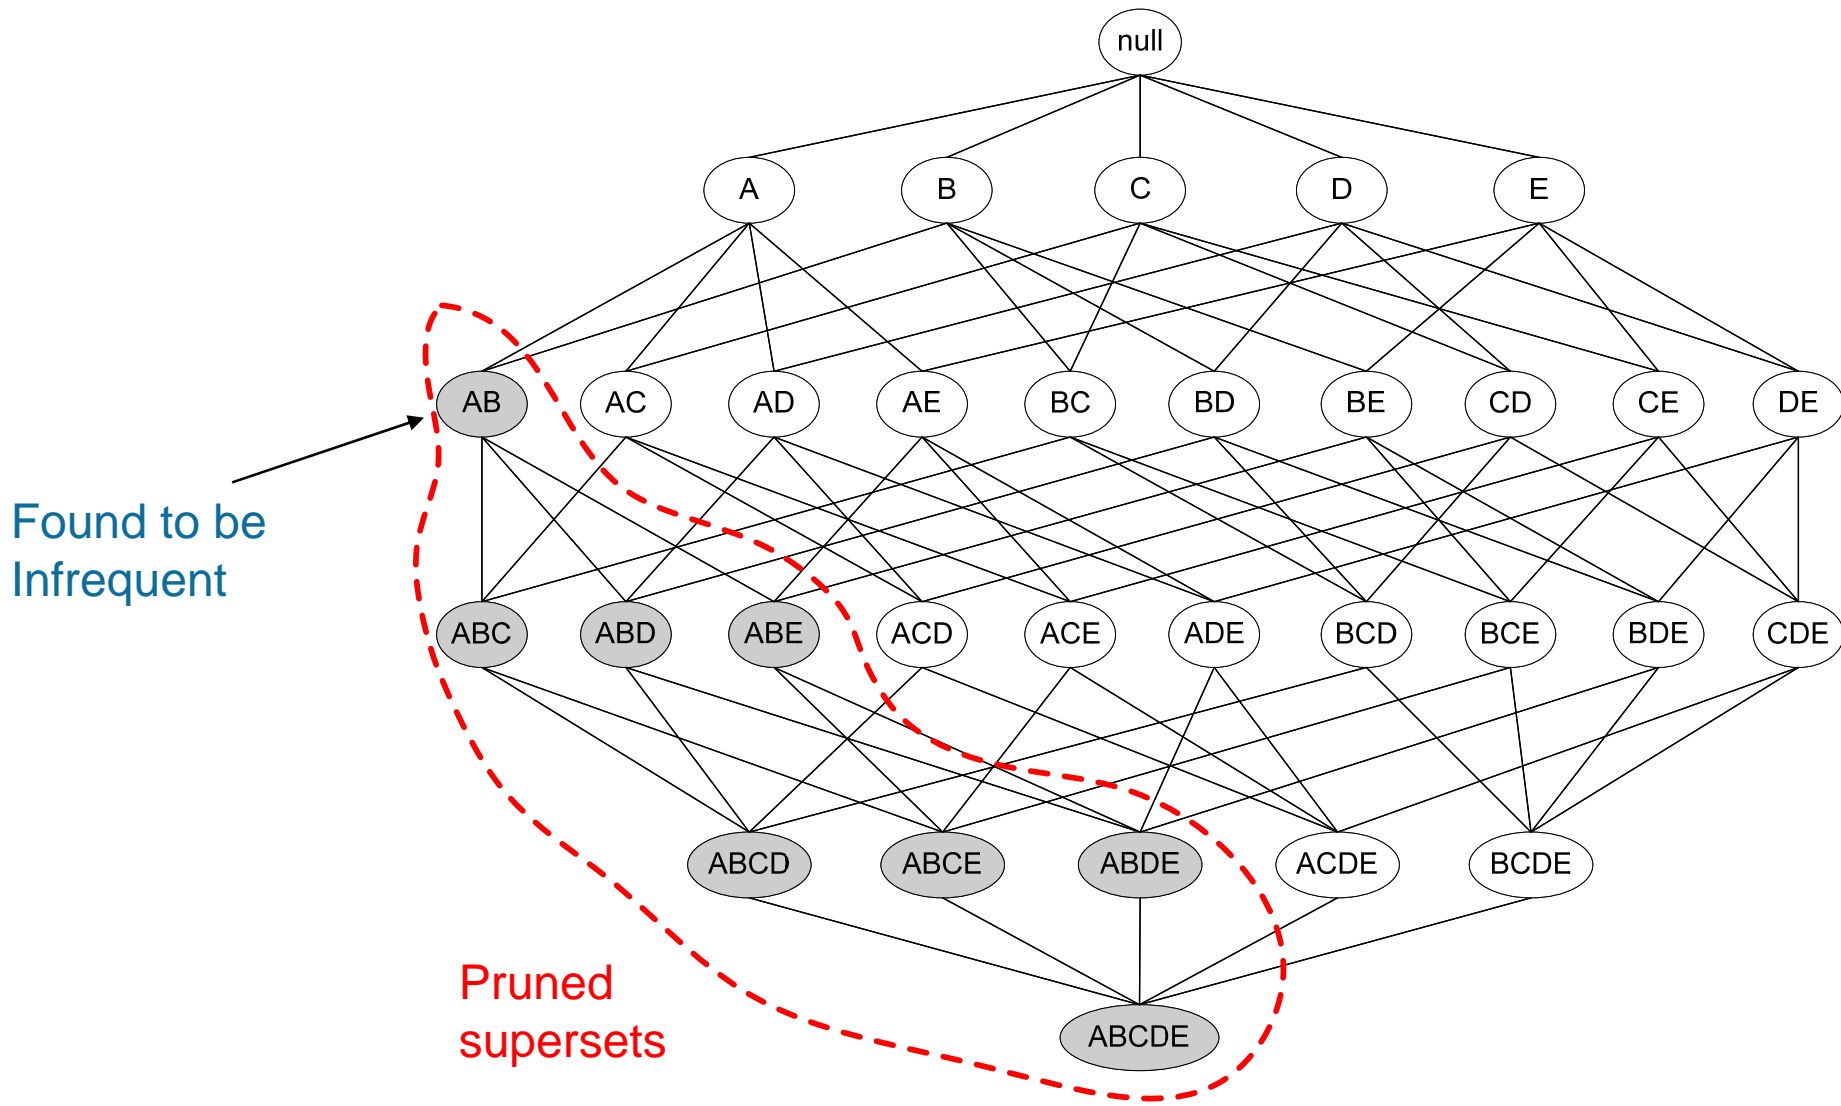 null
A B C D E
AB AC AD AE BC BD BE CD CE DE
Found to be
Infrequent
ABC ABD ABE ACD ACE ADE BCD BCE BDE CDE
ABCD ABCE ABDE ACDE BCDE
Pruned
supersets
ABCDE